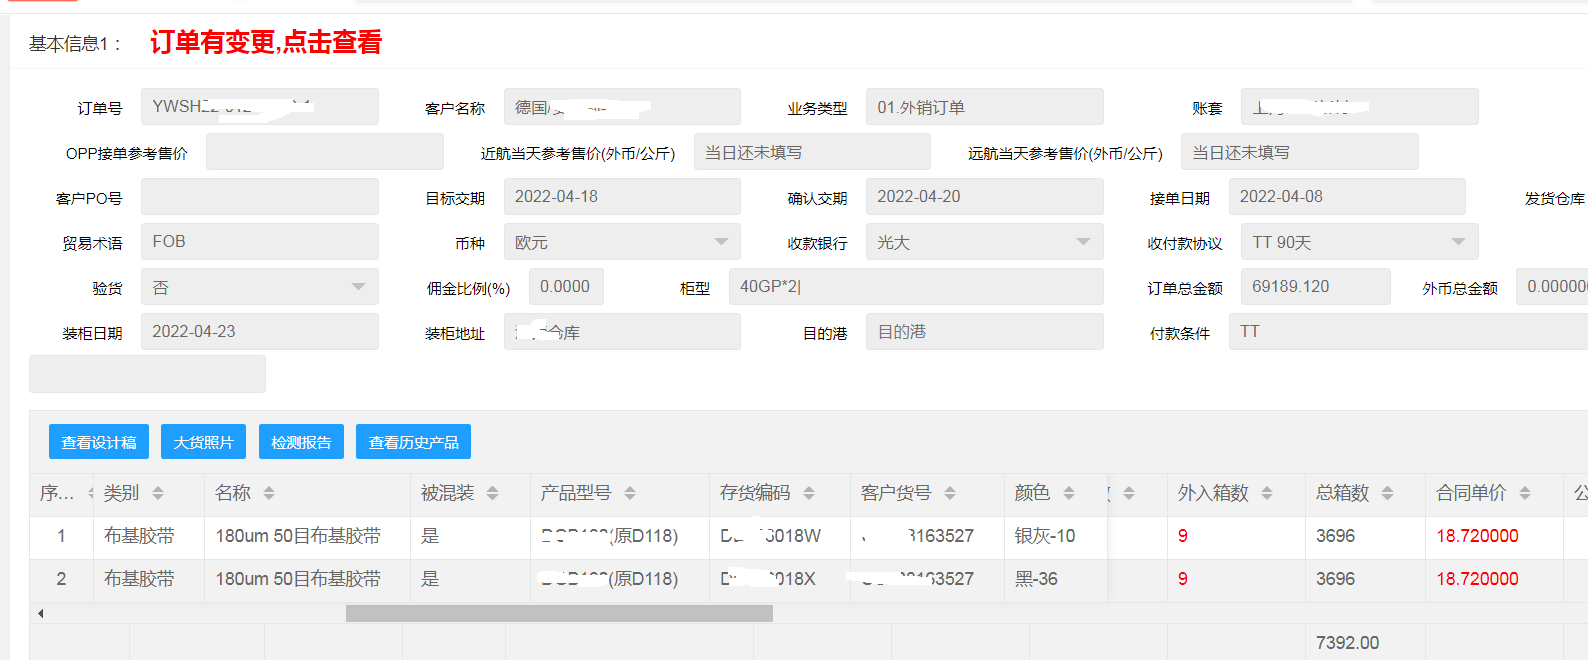 基本信息1： 订单有变更,点击查看
订单号 YWSH 客户名称 德国 业务类型 01.外销订单 账套
OPP接单参考售价 近航当天参考售价(外币/公斤) 当日还未填写 远航当天参考售价(外币/公斤) 当日还未填写
客户PO号 目标交期 2022-04-18 确认交期 2022-04-20 接单日期 2022-04-08 发货仓库
贸易术语 FOB 币种 欧元 收款银行 光大 收付款协议 TT 90天
验货 否 佣金比例(%) 0.0000 柜型 40GP*2| 订单总金额 69189.120 外币总金额 0.00000
装柜日期 2022-04-23 装柜地址 仓库 目的港 目的港 付款条件 TT
查看设计稿 大货照片 检测报告 查看历史产品
序... 类别 名称 被混装 产品型号 存货编码 客户货号 颜色 外入箱数 总箱数 合同单价
1 布基胶带 180um 50目布基胶带 是 (原D118) 6018W 3163527 银灰-10 9 3696 18.720000
2 布基胶带 180um 50目布基胶带 是 (原D118) 018X 63527 黑-36 9 3696 18.720000
7392.00